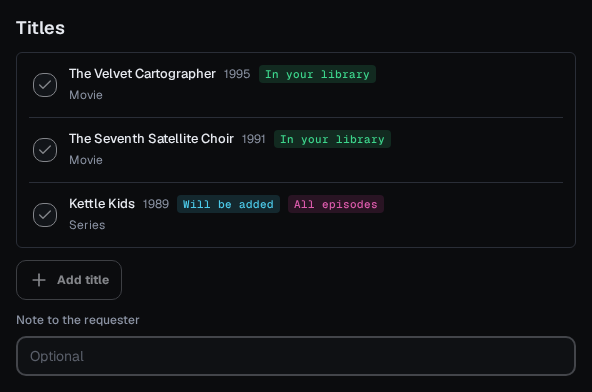 Titles
The Velvet Cartographer 1995 In your library
Movie
The Seventh Satellite Choir 1991 In your library
Movie
Kettle Kids 1989 Will be added All episodes
Series
Add title
Note to the requester
Optional